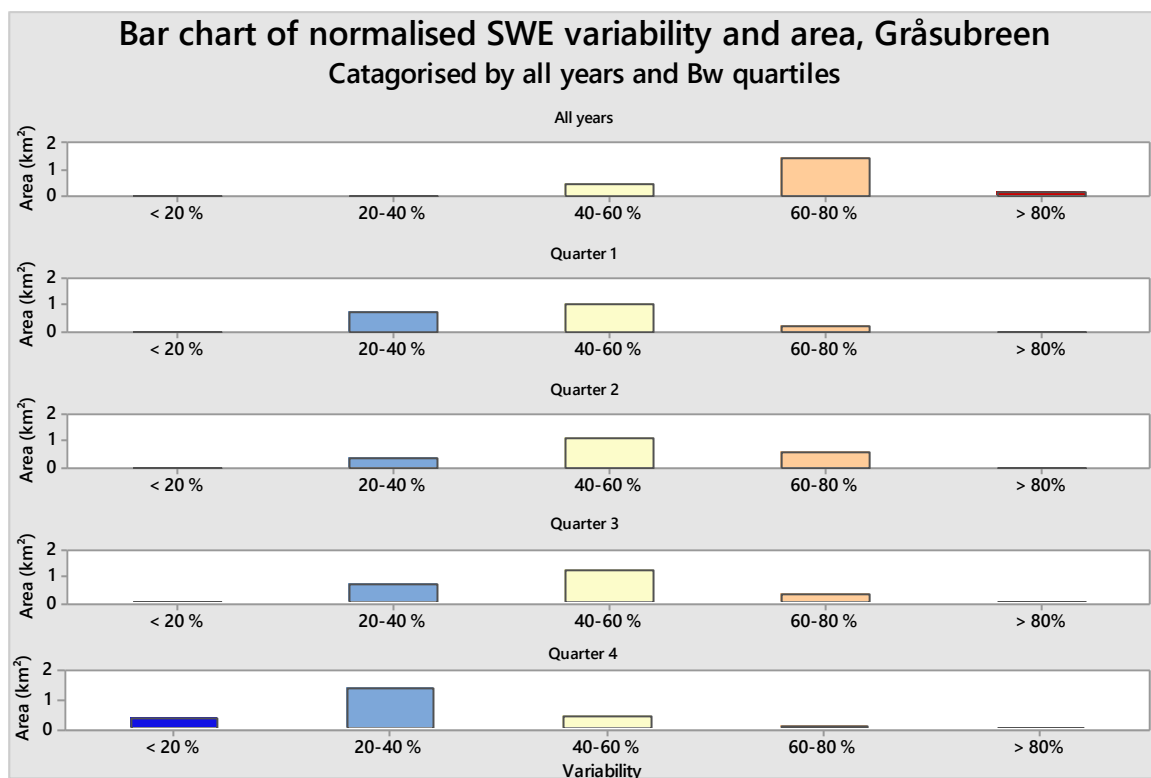 Bar chart of normalised SWE variability and area, Gråsubreen
Catagorised by all years and Bw quartiles
All years
Area (km²)
2
1
0
< 20 % 20-40 % 40-60 % 60-80 % > 80%
Quarter 1
Area (km²)
2
1
0
< 20 % 20-40 % 40-60 % 60-80 % > 80%
Quarter 2
Area (km²)
2
1
0
< 20 % 20-40 % 40-60 % 60-80 % > 80%
Quarter 3
Area (km²)
2
1
0
< 20 % 20-40 % 40-60 % 60-80 % > 80%
Quarter 4
Area (km²)
2
1
0
< 20 % 20-40 % 40-60 % 60-80 % > 80%
Variability